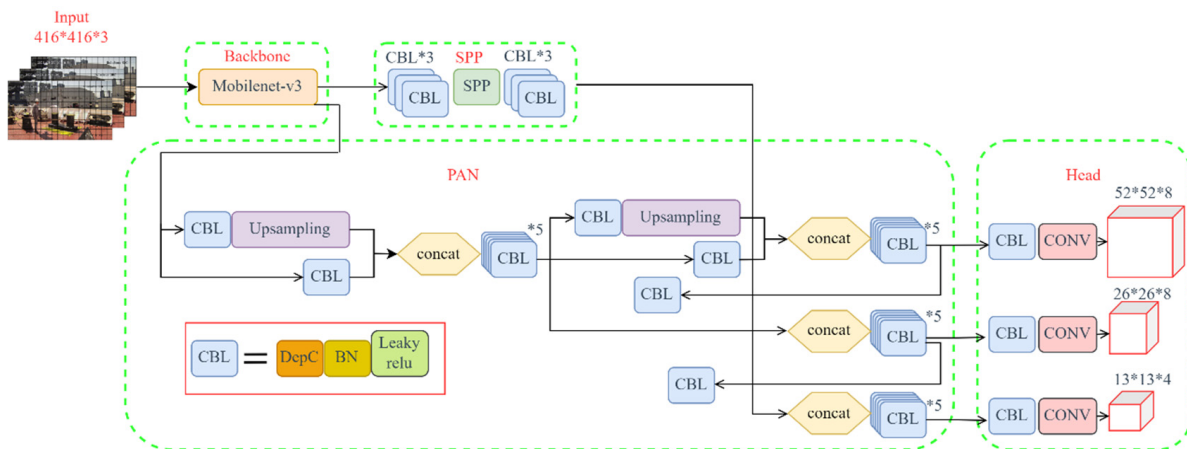 Input
416*416*3
Backbone
Mobilenet-v3
CBL*3
SPP
CBL*3
CBL
SPP
CBL
PAN
Head
CBL
Upsampling
CBL
concat
*5
CBL
CBL
Upsampling
CBL
concat
*5
CBL
CBL
CBL
CONV
52*52*8
concat
*5
CBL
CBL
CONV
26*26*8
CBL
concat
*5
CBL
CBL
CONV
13*13*4
CBL
=
DepC
BN
Leaky
relu